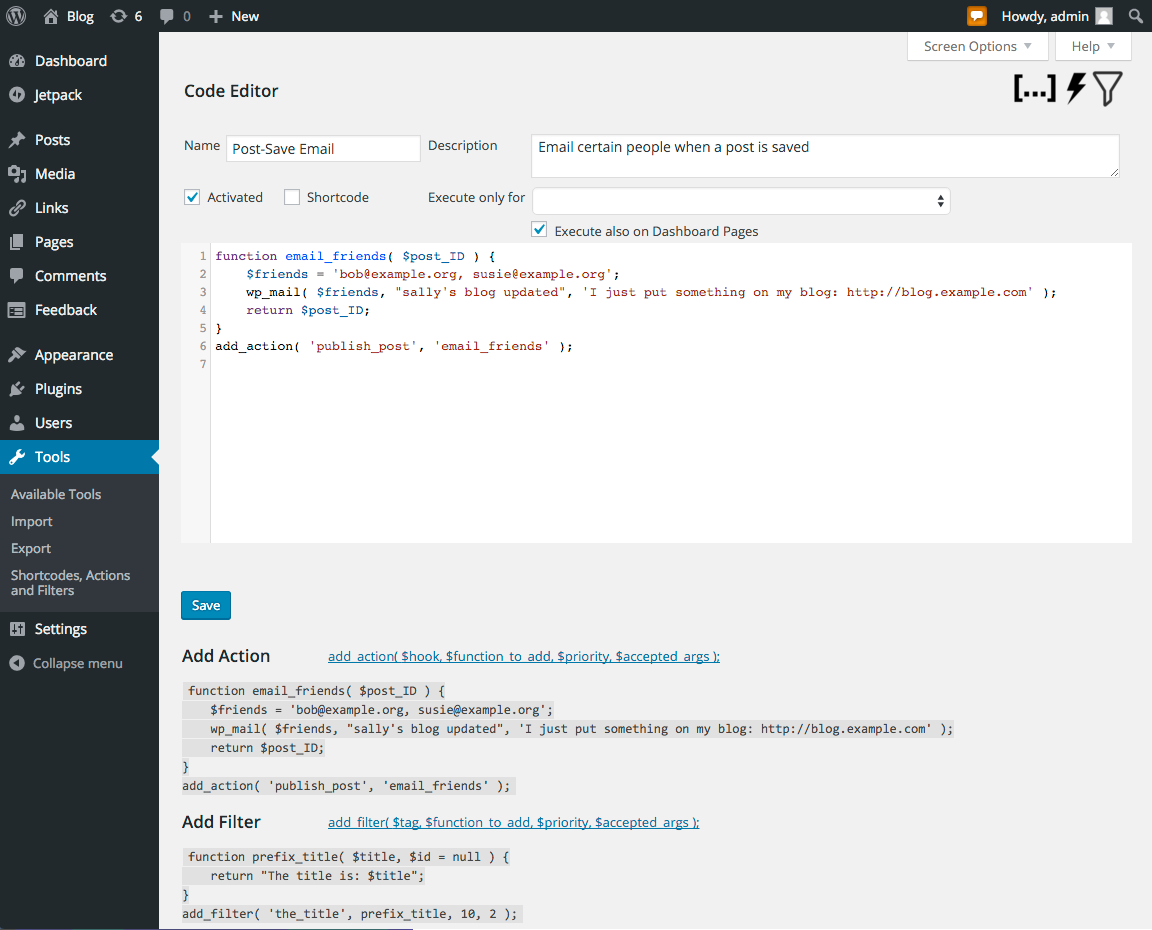 Blog 6 0 New Howdy, admin
Screen Options Help
Dashboard
Jetpack
Posts
Media
Links
Pages
Comments
Feedback
Appearance
Plugins
Users
Tools
Available Tools
Import
Export
Shortcodes, Actions
and Filters
Settings
Collapse menu
Code Editor
[...]
Name Post-Save Email Description Email certain people when a post is saved
Activated Shortcode Execute only for
Execute also on Dashboard Pages
1 function email_friends( $post_ID ) {
2     $friends = 'bob@example.org, susie@example.org';
3     wp_mail( $friends, "sally's blog updated", 'I just put something on my blog: http://blog.example.com' );
4     return $post_ID;
5 }
6 add_action( 'publish_post', 'email_friends' );
7
Save
Add Action add_action( $hook, $function_to_add, $priority, $accepted_args );
function email_friends( $post_ID ) {
    $friends = 'bob@example.org, susie@example.org';
    wp_mail( $friends, "sally's blog updated", 'I just put something on my blog: http://blog.example.com' );
    return $post_ID;
}
add_action( 'publish_post', 'email_friends' );
Add Filter add_filter( $tag, $function_to_add, $priority, $accepted_args );
function prefix_title( $title, $id = null ) {
    return "The title is: $title";
}
add_filter( 'the_title', prefix_title, 10, 2 );